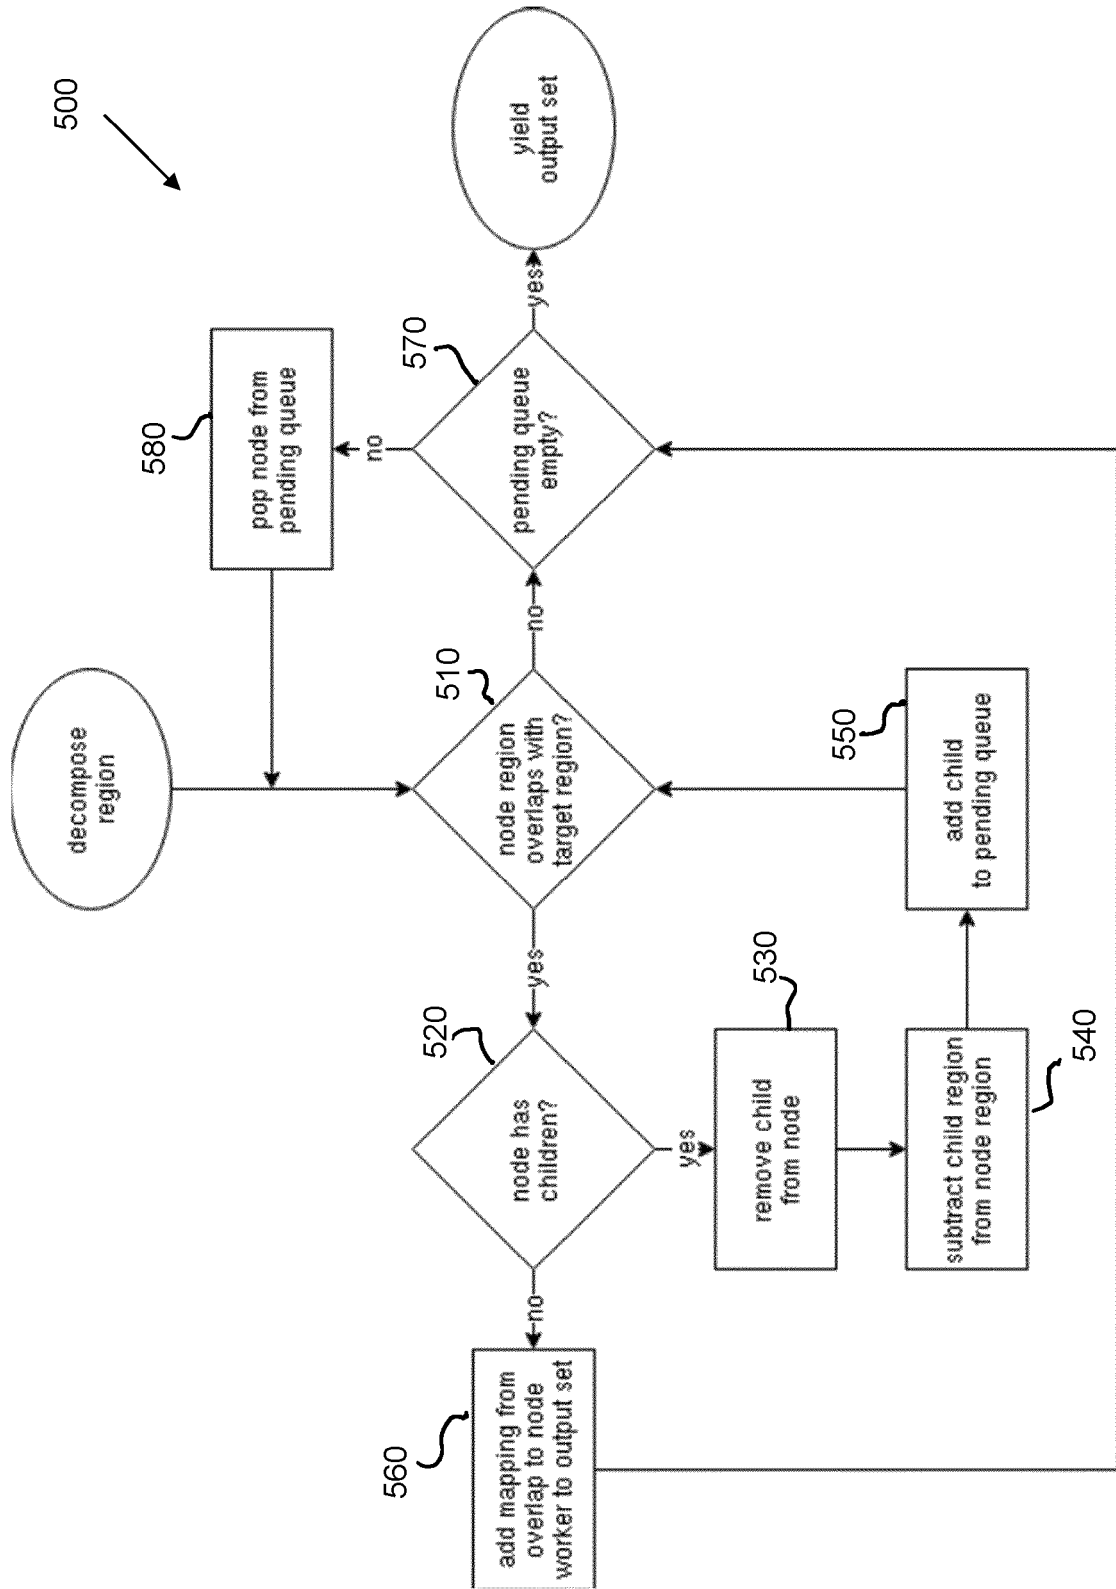 500
decompose
region
580
pop node from
pending queue
no
570
pending queue
empty?
yes
yield
output set
510
node region
overlaps with
target region?
no
yes
520
node has
children?
yes
no
530
remove child
from node
540
subtract child region
from node region
550
add child
to pending queue
560
add mapping from
overlap to node
worker to output set